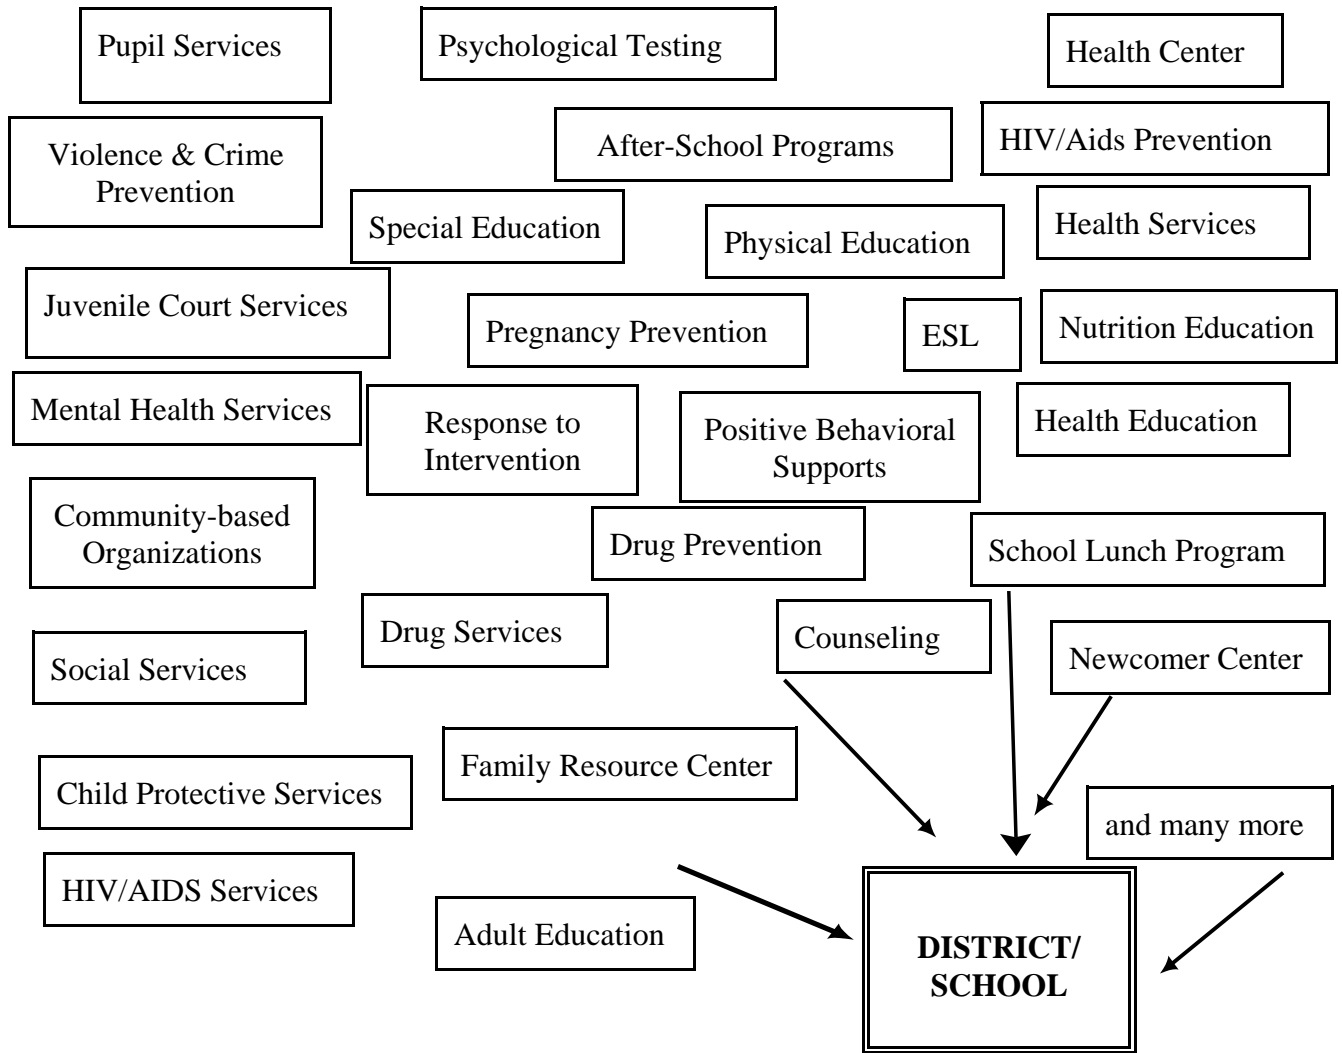 Pupil Services
Psychological Testing
Health Center
Violence & Crime
Prevention
After-School Programs
HIV/Aids Prevention
Special Education
Physical Education
Health Services
Juvenile Court Services
Pregnancy Prevention
ESL
Nutrition Education
Mental Health Services
Response to
Intervention
Positive Behavioral
Supports
Health Education
Community-based
Organizations
Drug Prevention
School Lunch Program
Drug Services
Counseling
Newcomer Center
Social Services
Family Resource Center
Child Protective Services
and many more
HIV/AIDS Services
Adult Education
DISTRICT/
SCHOOL